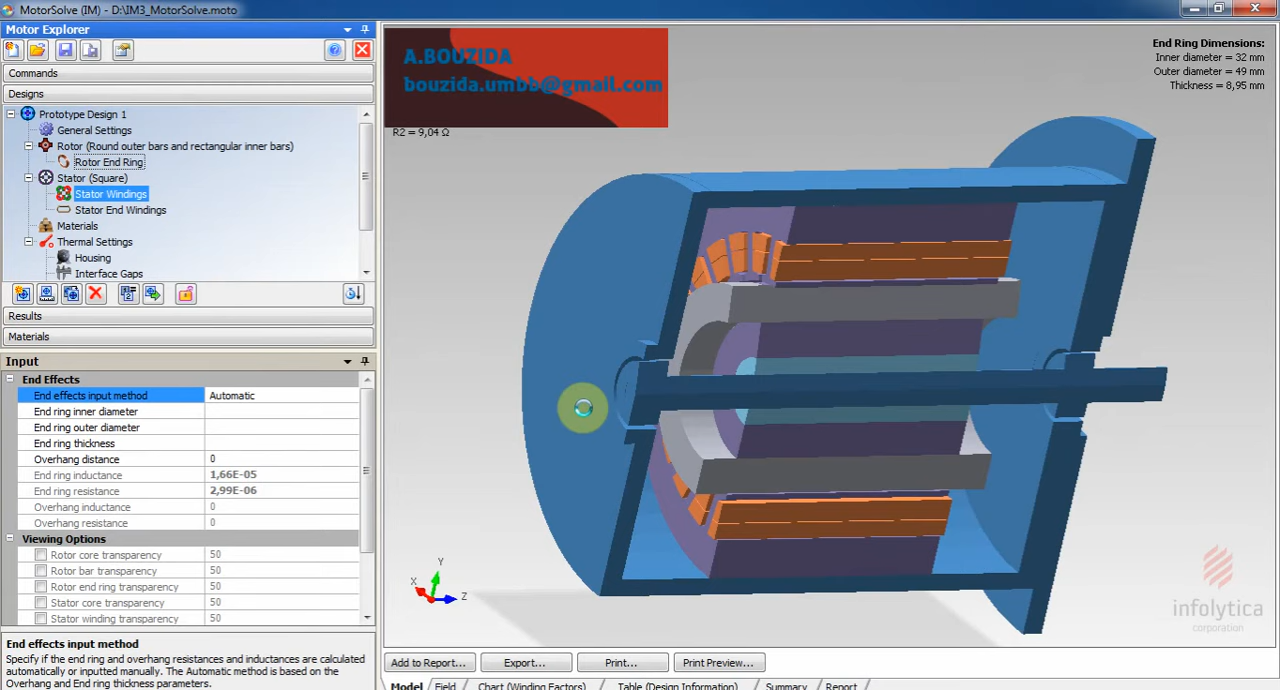 MotorSolve (IM) - D:\IM3_MotorSolve.moto
Motor Explorer
Commands
Designs
Prototype Design 1
General Settings
Rotor (Round outer bars and rectangular inner bars)
Rotor End Ring
Stator (Square)
Stator Windings
Stator End Windings
Materials
Thermal Settings
Housing
Interface Gaps
Results
Materials
Input
End Effects
End effects input method Automatic
End ring inner diameter
End ring outer diameter
End ring thickness
Overhang distance 0
End ring inductance 1,66E-05
End ring resistance 2,99E-06
Overhang inductance 0
Overhang resistance 0
Viewing Options
Rotor core transparency 50
Rotor bar transparency 50
Rotor end ring transparency 50
Stator core transparency 50
Stator winding transparency 50
End effects input method
Specify if the end ring and overhang resistances and inductances are calculated
automatically or inputted manually. The Automatic method is based on the
Overhang and End ring thickness parameters.
A.BOUZIDA
bouzida.umbb@gmail.com
R2 = 9,04 Ω
End Ring Dimensions:
Inner diameter = 32 mm
Outer diameter = 49 mm
Thickness = 8,95 mm
X
Y
Z
infolytica
corporation
Add to Report...
Export...
Print...
Print Preview...
Model
Field
Chart (Winding Factors)
Table (Design Information)
Summary
Report